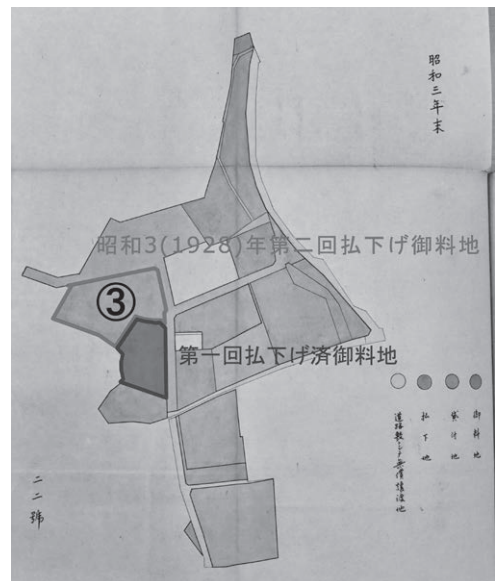 昭和三年末
昭和3(1928)年第二回払下げ御料地
③
第一回払下げ済御料地
御料地
貸付地
払下地
道路敷トシテ無償譲渡地
二二號